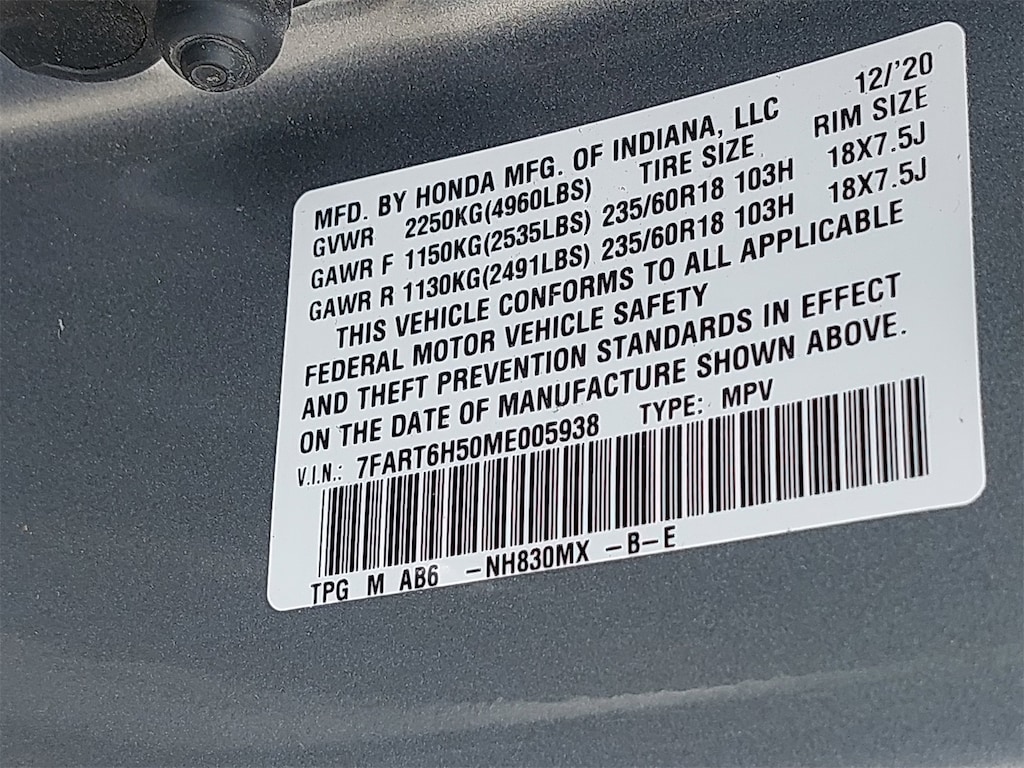 MFD. BY HONDA MFG. OF INDIANA, LLC 12/'20
GVWR 2250KG(4960LBS) TIRE SIZE RIM SIZE
GAWR F 1150KG(2535LBS) 235/60R18 103H 18X7.5J
GAWR R 1130KG(2491LBS) 235/60R18 103H 18X7.5J
THIS VEHICLE CONFORMS TO ALL APPLICABLE
FEDERAL MOTOR VEHICLE SAFETY
AND THEFT PREVENTION STANDARDS IN EFFECT
ON THE DATE OF MANUFACTURE SHOWN ABOVE.
V.I.N.: 7FART6H50ME005938 TYPE: MPV
TPG M AB6 -NH830MX -B-E